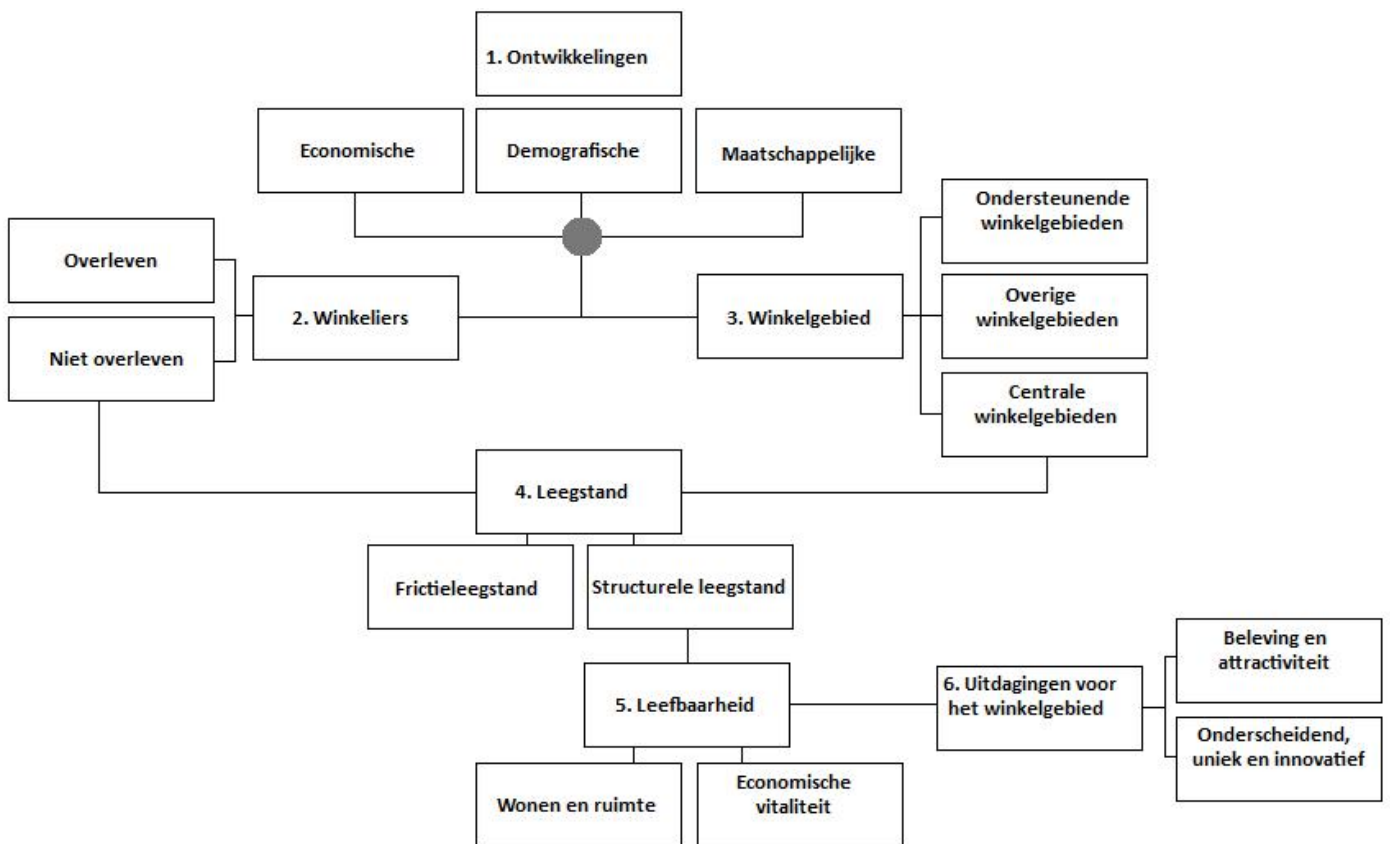 1. Ontwikkelingen
Economische
Demografische
Maatschappelijke
Ondersteunende
winkelgebieden
Overleven
2. Winkeliers
3. Winkelgebied
Overige
winkelgebieden
Niet overleven
Centrale
winkelgebieden
4. Leegstand
Frictieleegstand
Structurele leegstand
5. Leefbaarheid
6. Uitdagingen voor
het winkelgebied
Beleving en
attractiviteit
Onderscheidend,
uniek en innovatief
Wonen en ruimte
Economische
vitaliteit